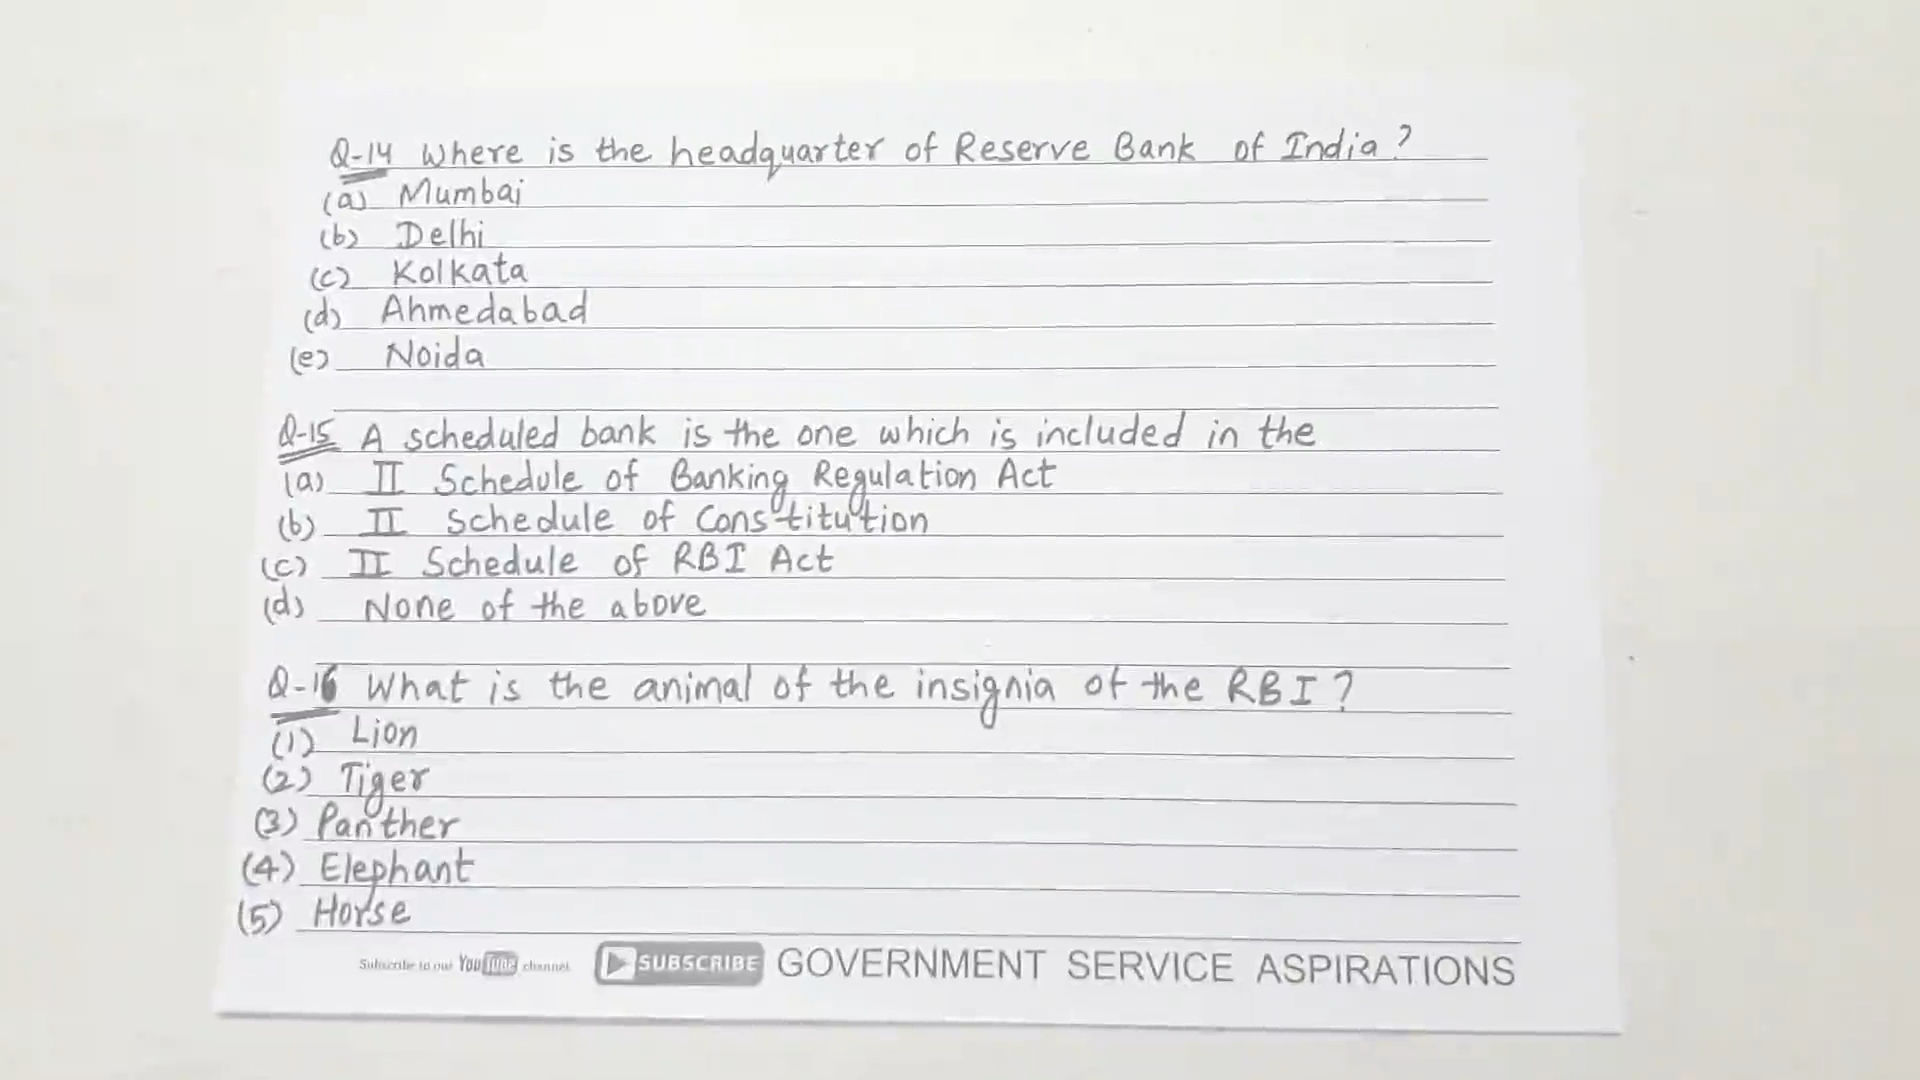 Q-14 Where is the headquarter of Reserve Bank of India?
(a) Mumbai
(b) Delhi
(c) Kolkata
(d) Ahmedabad
(e) Noida
Q-15 A scheduled bank is the one which is included in the
(a) II Schedule of Banking Regulation Act
(b) II Schedule of Constitution
(c) II Schedule of RBI Act
(d) None of the above
Q-16 What is the animal of the insignia of the RBI?
(1) Lion
(2) Tiger
(3) Panther
(4) Elephant
(5) Horse
Subscribe to our YouTube channel SUBSCRIBE GOVERNMENT SERVICE ASPIRATIONS